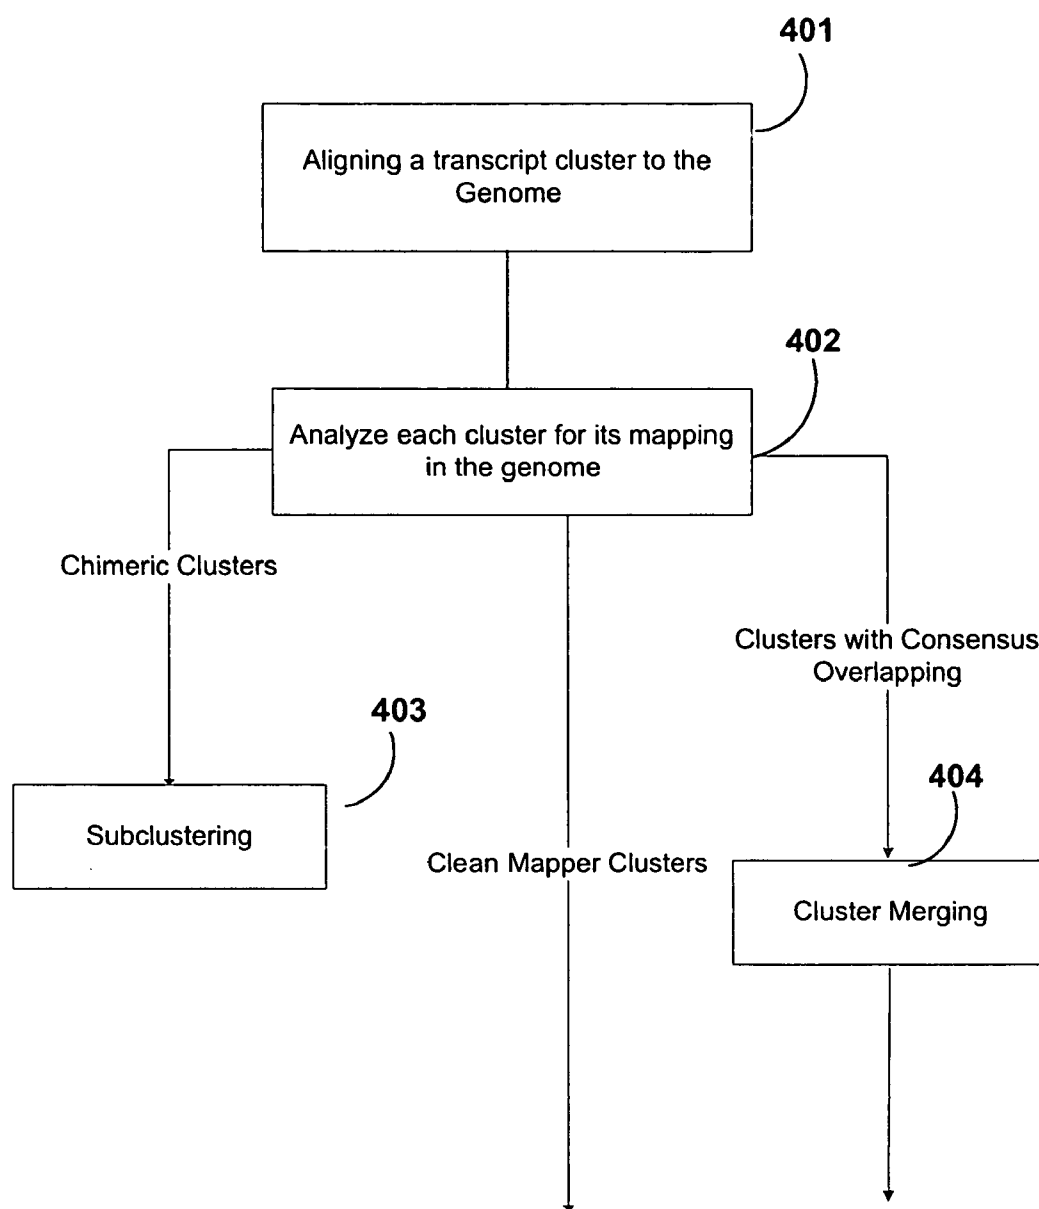 401
Aligning a transcript cluster to the
Genome
402
Analyze each cluster for its mapping
in the genome
Chimeric Clusters
Clusters with Consensus
Overlapping
403
404
Subclustering
Clean Mapper Clusters
Cluster Merging